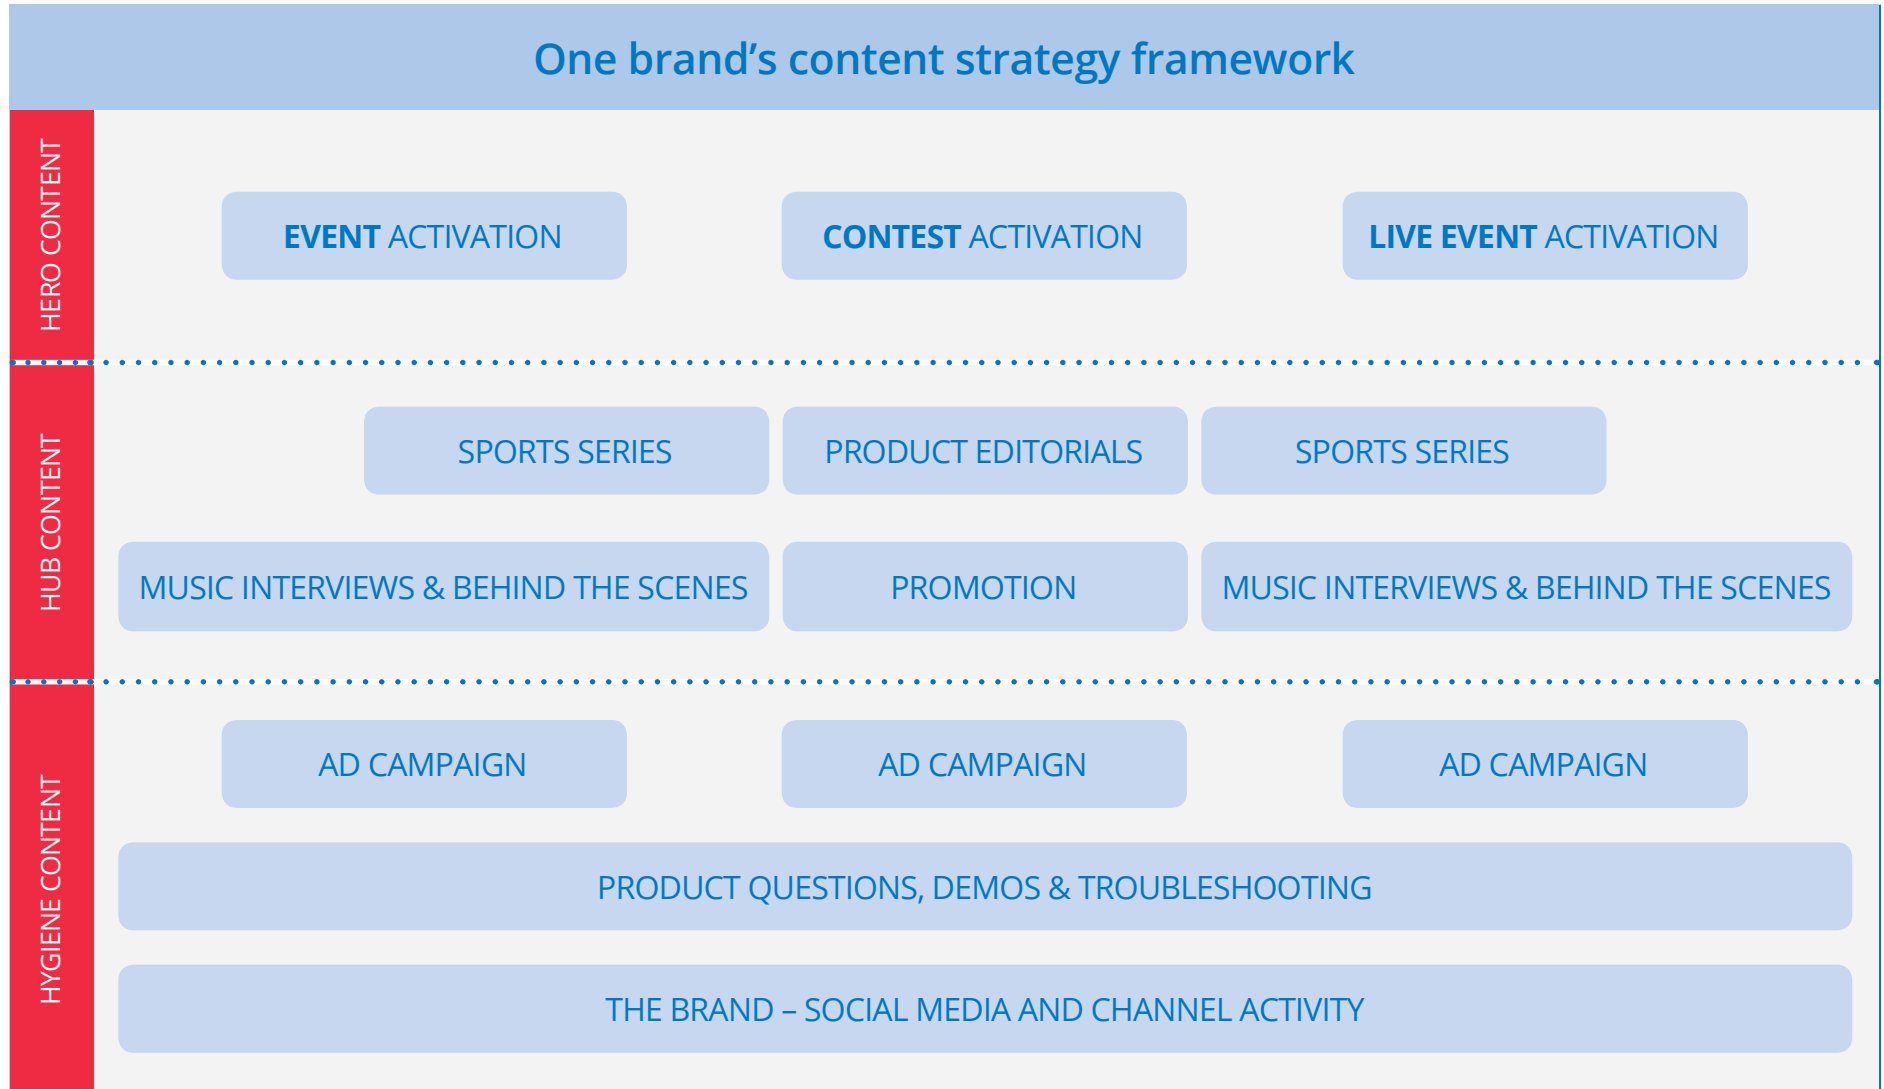 One brand’s content strategy framework
HERO CONTENT
EVENT ACTIVATION
CONTEST ACTIVATION
LIVE EVENT ACTIVATION
HUB CONTENT
SPORTS SERIES
PRODUCT EDITORIALS
SPORTS SERIES
MUSIC INTERVIEWS & BEHIND THE SCENES
PROMOTION
MUSIC INTERVIEWS & BEHIND THE SCENES
HYGIENE CONTENT
AD CAMPAIGN
AD CAMPAIGN
AD CAMPAIGN
PRODUCT QUESTIONS, DEMOS & TROUBLESHOOTING
THE BRAND – SOCIAL MEDIA AND CHANNEL ACTIVITY